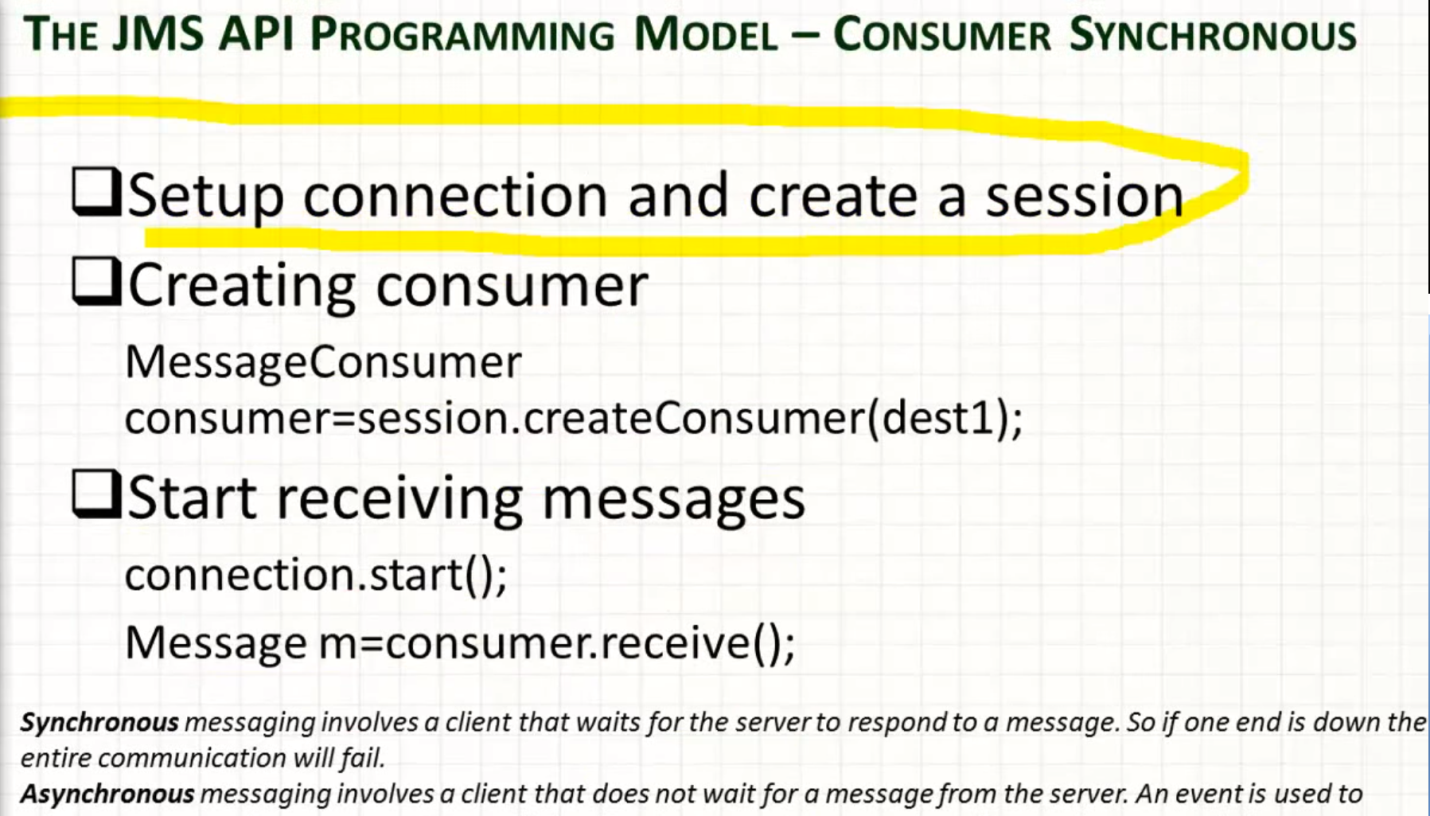 THE JMS API PROGRAMMING MODEL – CONSUMER SYNCHRONOUS
❑Setup connection and create a session
❑Creating consumer
MessageConsumer
consumer=session.createConsumer(dest1);
❑Start receiving messages
connection.start();
Message m=consumer.receive();
Synchronous messaging involves a client that waits for the server to respond to a message. So if one end is down the
entire communication will fail.
Asynchronous messaging involves a client that does not wait for a message from the server. An event is used to